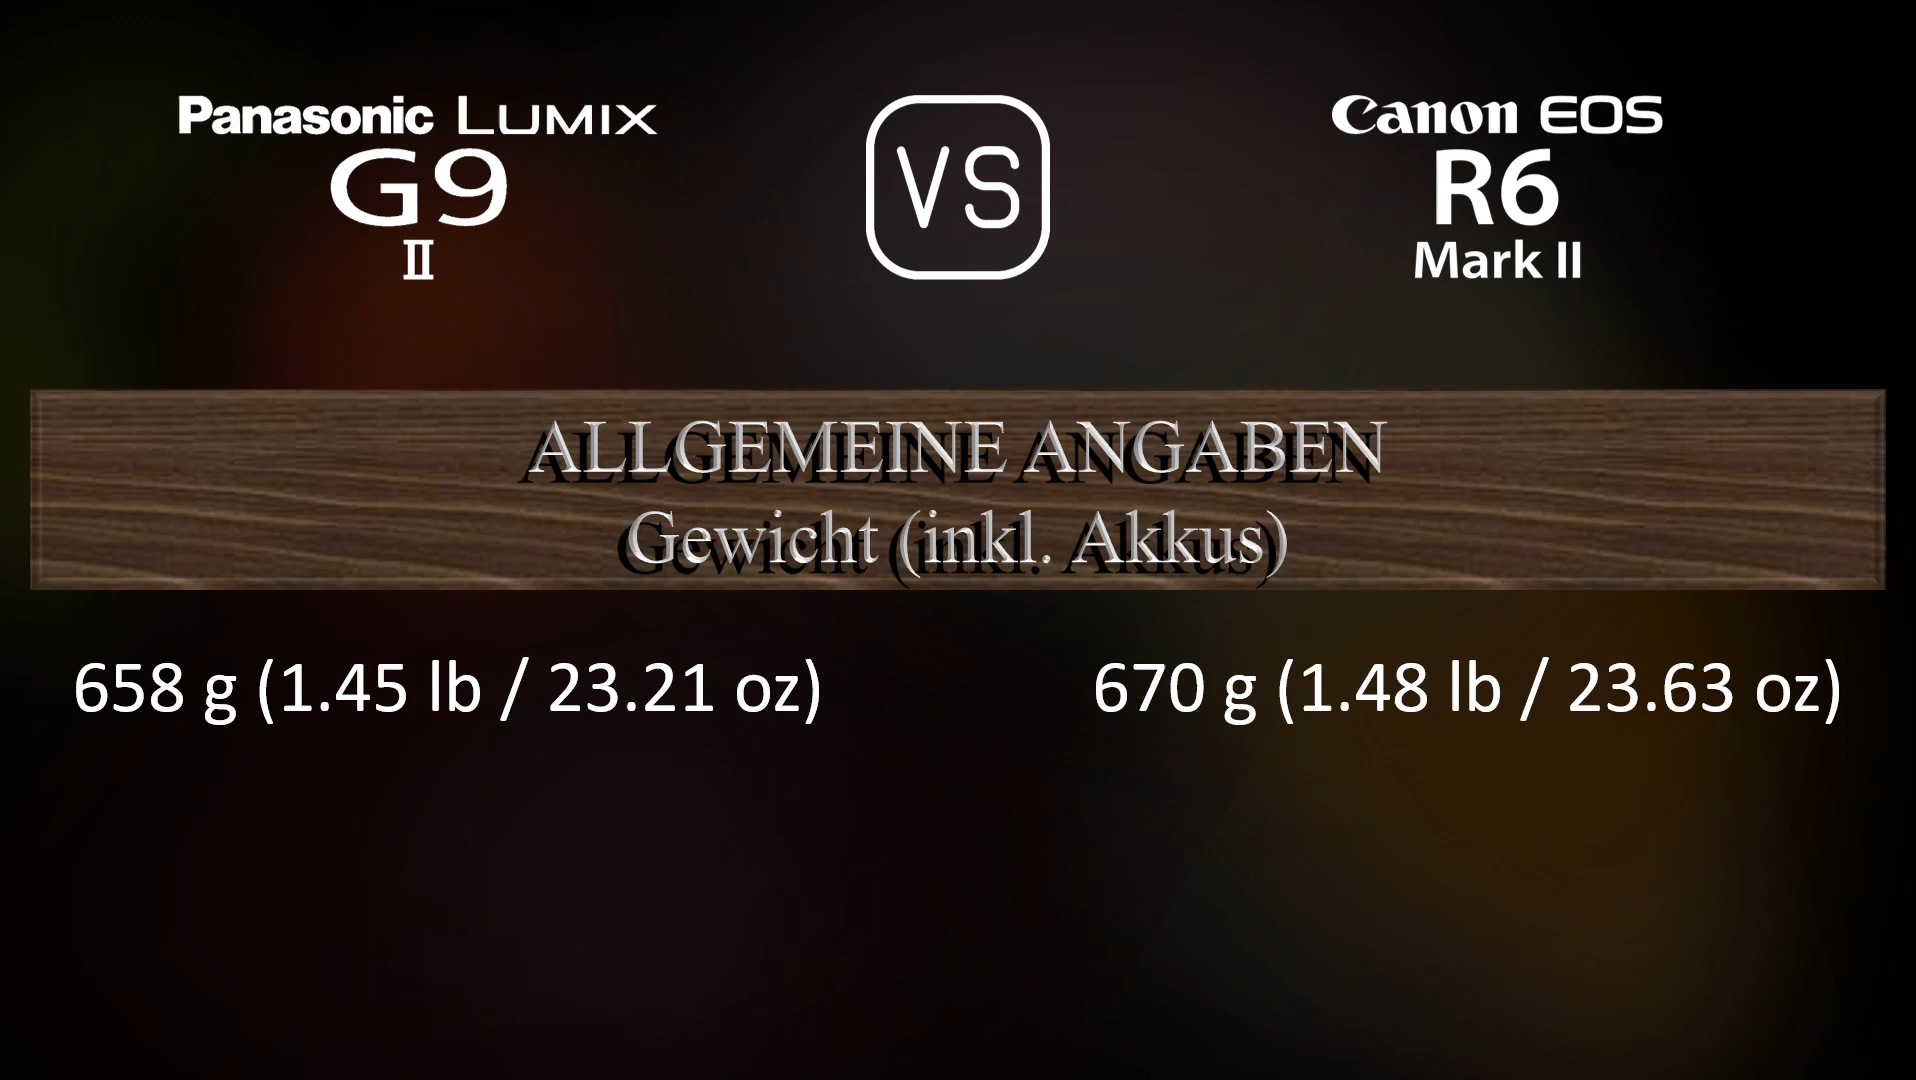 Panasonic LUMIX
G9
II
VS
Canon EOS
R6
Mark II
ALLGEMEINE ANGABEN
Gewicht (inkl. Akkus)
658 g (1.45 lb / 23.21 oz)
670 g (1.48 lb / 23.63 oz)